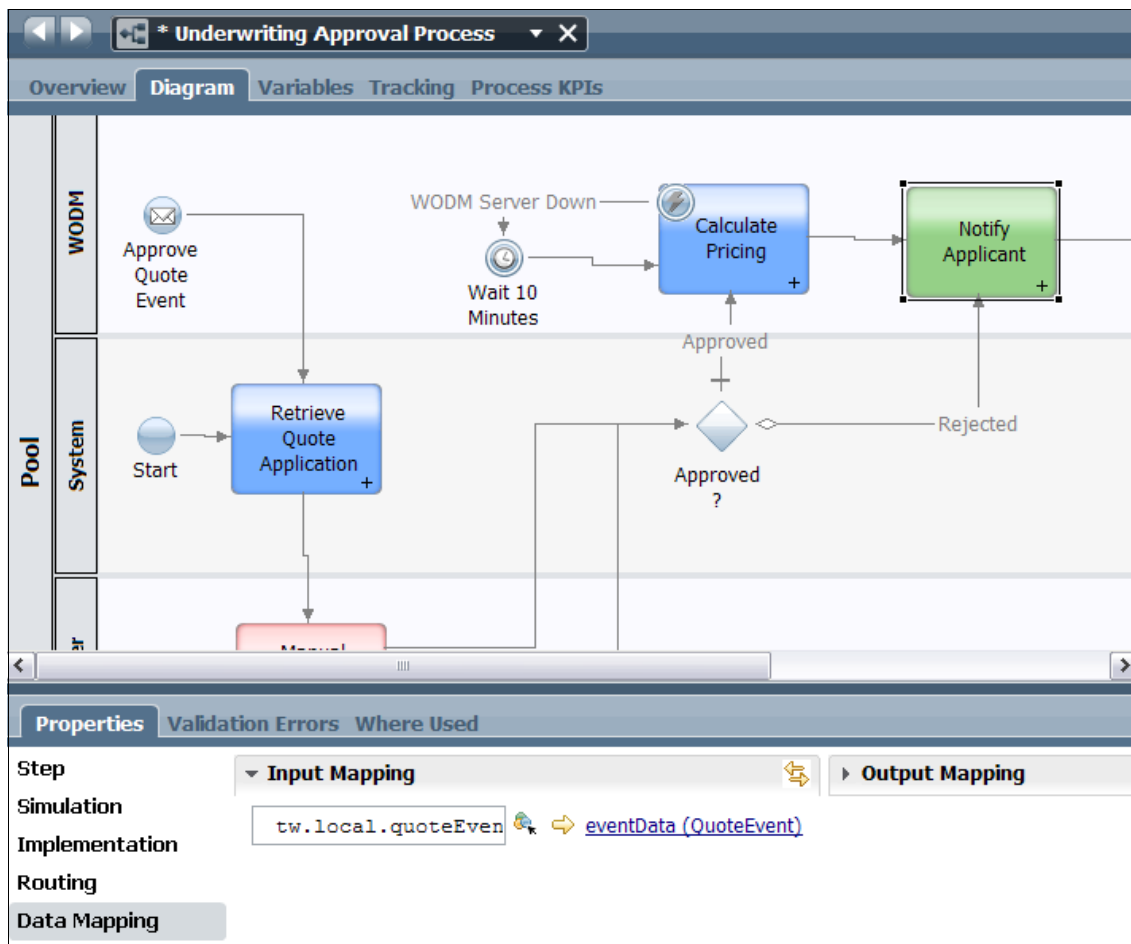 * Underwriting Approval Process
Overview Diagram Variables Tracking Process KPIs
Pool
WODM
Approve
Quote
Event
WODM Server Down
Wait 10
Minutes
Calculate
Pricing
Notify
Applicant
Approved
System
Start
Retrieve
Quote
Application
Approved
?
Rejected
er
Manual
Properties Validation Errors Where Used
Step
Simulation
Implementation
Routing
Data Mapping
Input Mapping
Output Mapping
tw.local.quoteEven
eventData (QuoteEvent)